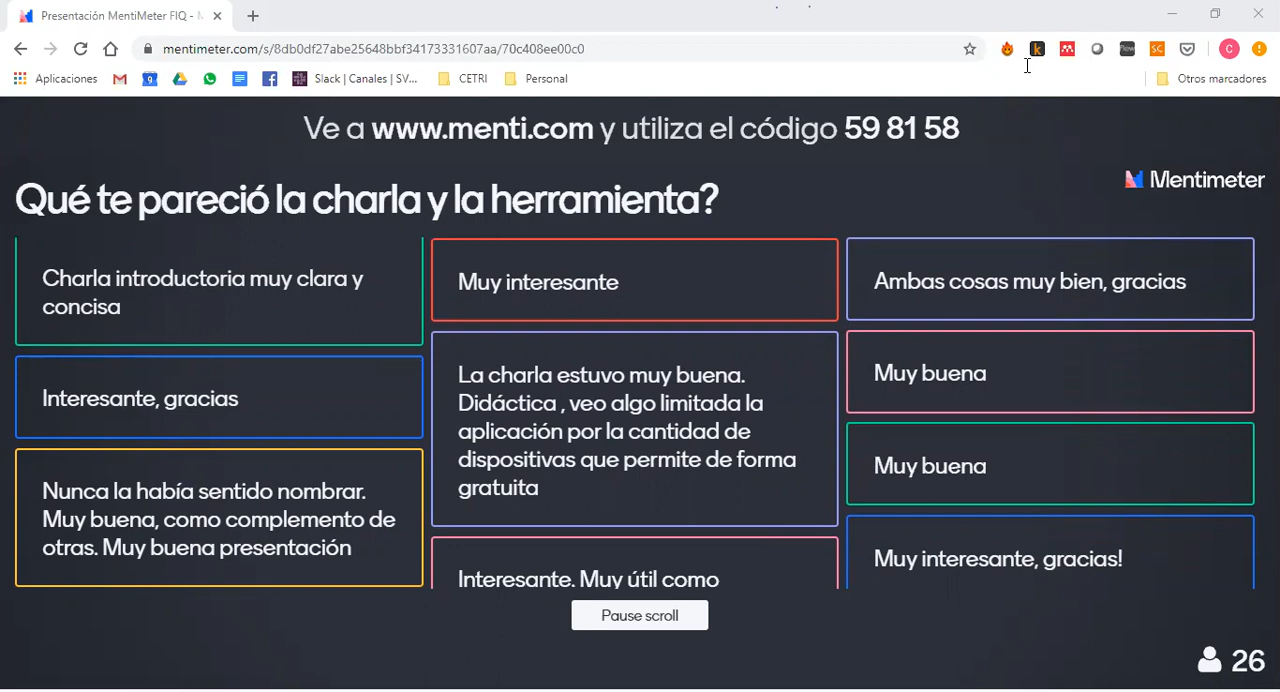 Presentación MentiMeter FIQ - M
mentimeter.com/s/8db0df27abe25648bbf34173331607aa/70c408ee00c0
Aplicaciones
Slack | Canales | SV...
CETRI
Personal
Otros marcadores
Ve a www.menti.com y utiliza el código 59 81 58
Mentimeter
Qué te pareció la charla y la herramienta?
Charla introductoria muy clara y
concisa
Interesante, gracias
Nunca la había sentido nombrar.
Muy buena, como complemento de
otras. Muy buena presentación
Muy interesante
La charla estuvo muy buena.
Didáctica , veo algo limitada la
aplicación por la cantidad de
dispositivas que permite de forma
gratuita
Interesante. Muy útil como
Ambas cosas muy bien, gracias
Muy buena
Muy buena
Muy interesante, gracias!
Pause scroll
26